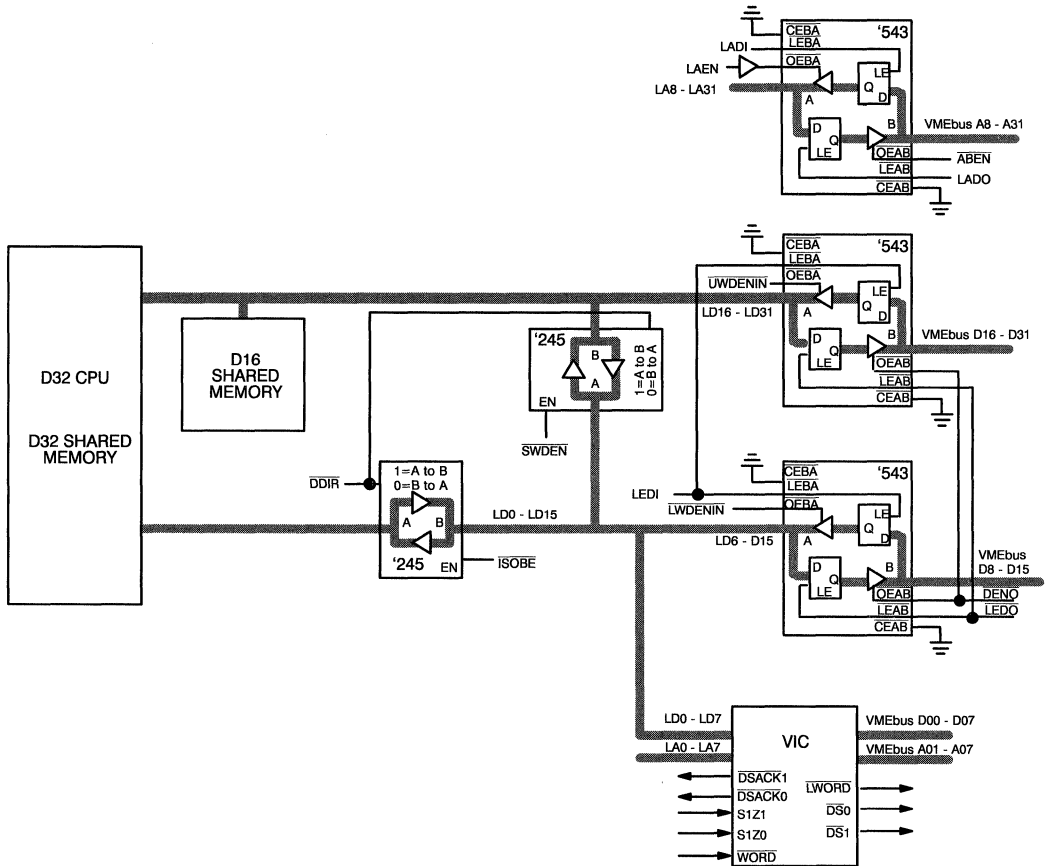 CEBA
'543
LADI
LEBA
LAEN
OEBA
LE
Q
D
LA8 - LA31
A
D
Q
LE
B
VMEbus A8 - A31
OEAB
ABEN
LEAB
LADO
CEAB
CEBA
'543
LEBA
OEBA
UWDENIN
LE
Q
D
LD16 - LD31
A
D
Q
LE
B
VMEbus D16 - D31
OEAB
LEAB
CEAB
D32 CPU
D32 SHARED
MEMORY
D16
SHARED
MEMORY
'245
B
A
1=A to B
0=B to A
EN
SWDEN
DDIR
1=A to B
0=B to A
A
B
'245
EN
ISOBE
LD0 - LD15
CEBA
'543
LEDI
LEBA
OEBA
LWDENIN
LE
Q
D
LD6 - D15
A
D
Q
LE
B
VMEbus
D8 - D15
OEAB
DENO
LEAB
LEDO
CEAB
LD0 - LD7
VIC
VMEbus D00 - D07
LA0 - LA7
VMEbus A01 - A07
DSACK1
DSACK0
S1Z1
S1Z0
WORD
LWORD
DS0
DS1